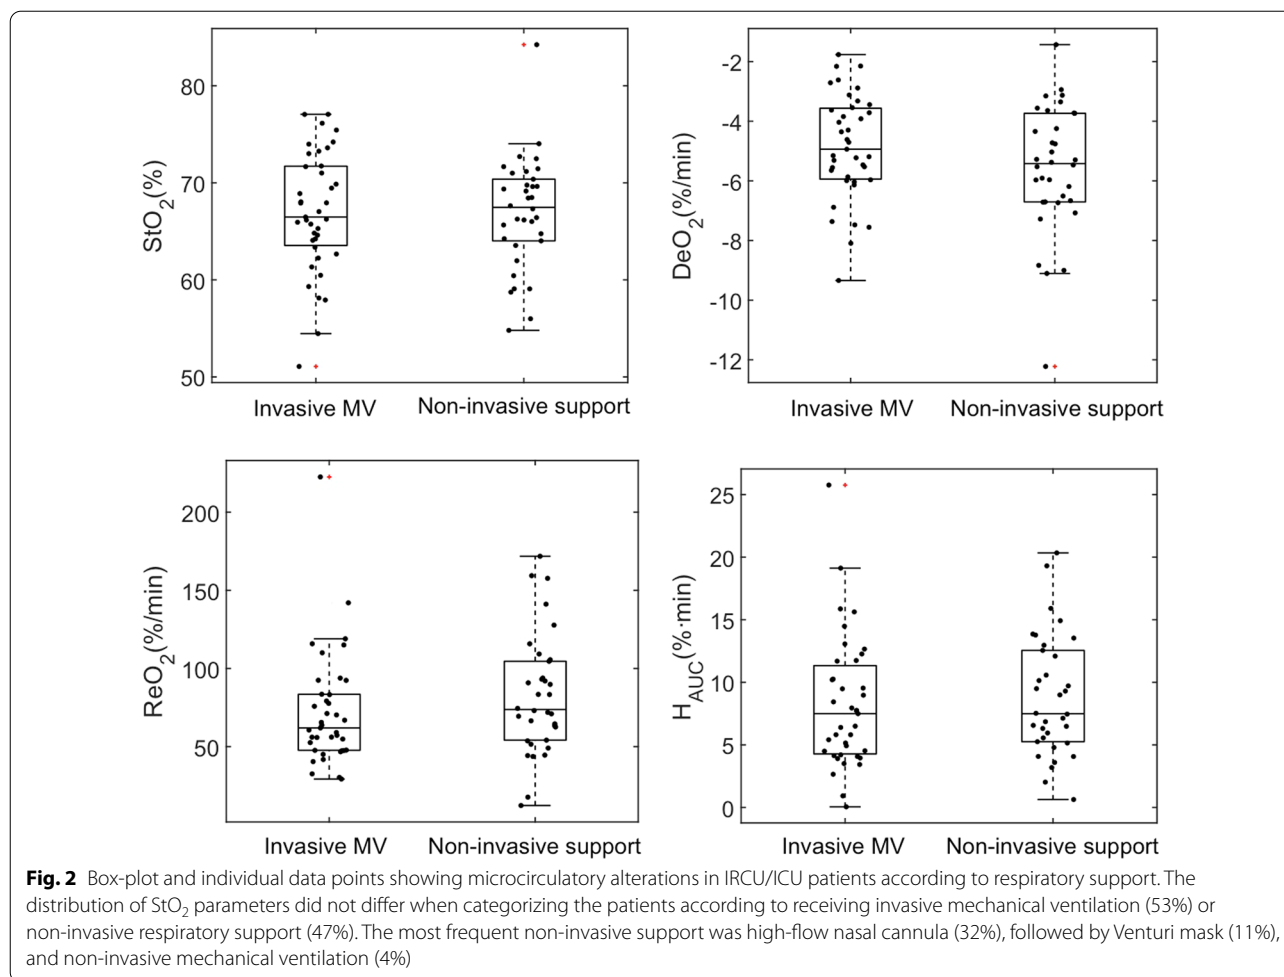 80
70
60
50
StO2(%)
Invasive MV
Non-invasive support
-2
-4
-6
-8
-10
-12
DeO2(%/min)
Invasive MV
Non-invasive support
200
150
100
50
ReO2(%/min)
Invasive MV
Non-invasive support
25
20
15
10
5
0
HAUC(%·min)
Invasive MV
Non-invasive support
Fig. 2 Box-plot and individual data points showing microcirculatory alterations in IRCU/ICU patients according to respiratory support. The
distribution of StO2 parameters did not differ when categorizing the patients according to receiving invasive mechanical ventilation (53%) or
non-invasive respiratory support (47%). The most frequent non-invasive support was high-flow nasal cannula (32%), followed by Venturi mask (11%),
and non-invasive mechanical ventilation (4%)